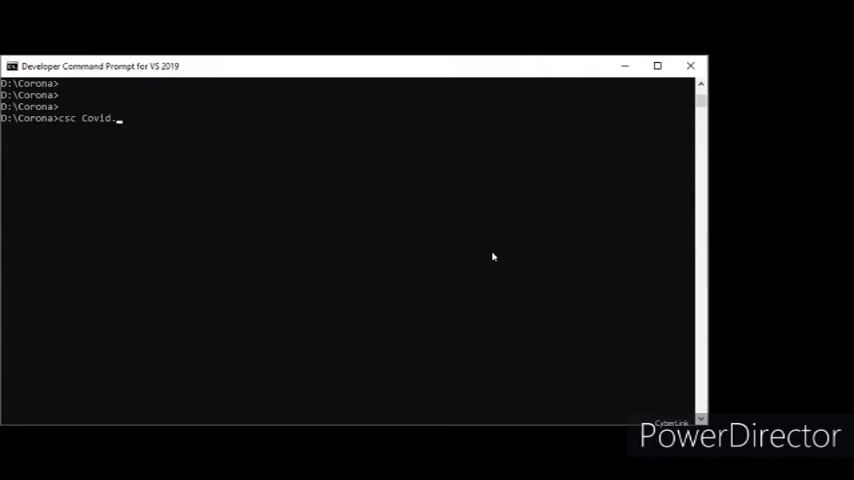 Developer Command Prompt for VS 2019
D:\Corona>
D:\Corona>
D:\Corona>
D:\Corona>csc Covid._
CyberLink
PowerDirector